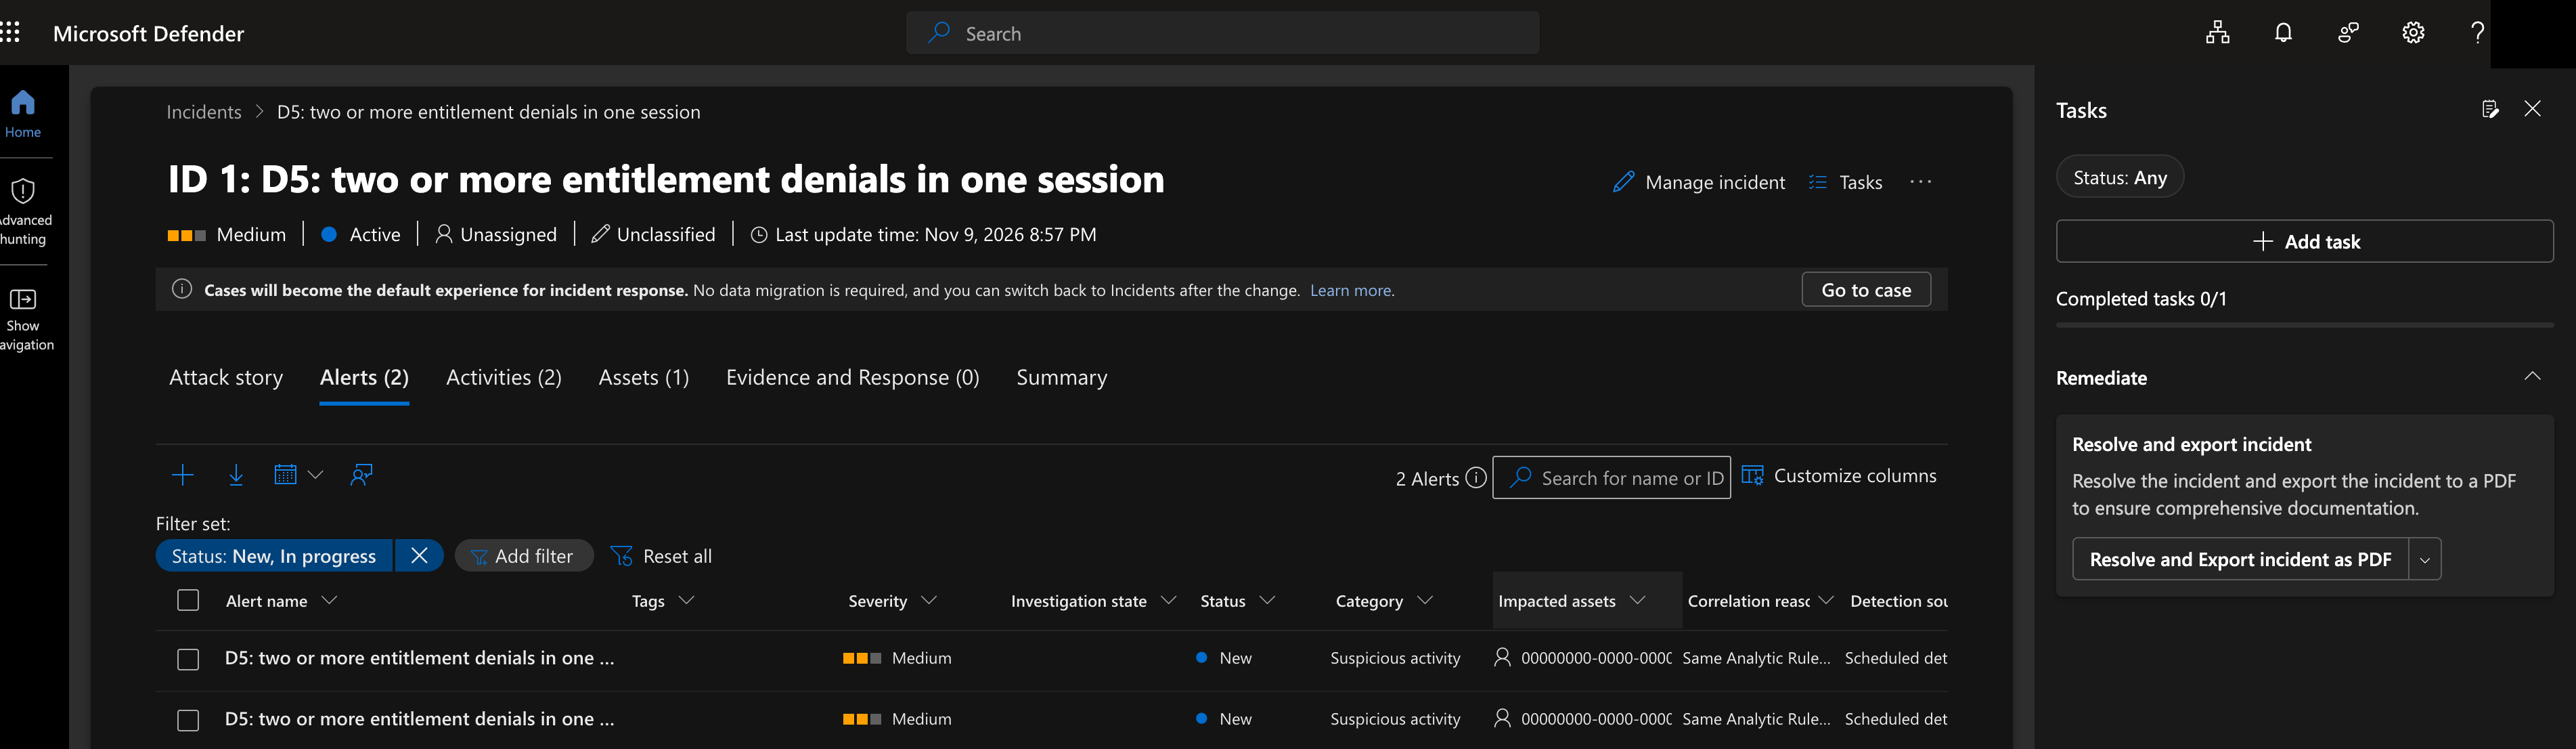 Microsoft Defender
Search
Home
Advanced
hunting
Show
navigation
Incidents > D5: two or more entitlement denials in one session
ID 1: D5: two or more entitlement denials in one session
Manage incident
Tasks
Medium | Active | Unassigned | Unclassified | Last update time: Nov 9, 2026 8:57 PM
Cases will become the default experience for incident response. No data migration is required, and you can switch back to Incidents after the change. Learn more.
Go to case
Attack story Alerts (2) Activities (2) Assets (1) Evidence and Response (0) Summary
2 Alerts
Search for name or ID
Customize columns
Filter set:
Status: New, In progress
Add filter
Reset all
Alert name Tags Severity Investigation state Status Category Impacted assets Correlation reasc Detection sou
D5: two or more entitlement denials in one ... Medium New Suspicious activity 00000000-0000-000C Same Analytic Rule... Scheduled det
D5: two or more entitlement denials in one ... Medium New Suspicious activity 00000000-0000-000C Same Analytic Rule... Scheduled det
Tasks
Status: Any
Add task
Completed tasks 0/1
Remediate
Resolve and export incident
Resolve the incident and export the incident to a PDF
to ensure comprehensive documentation.
Resolve and Export incident as PDF